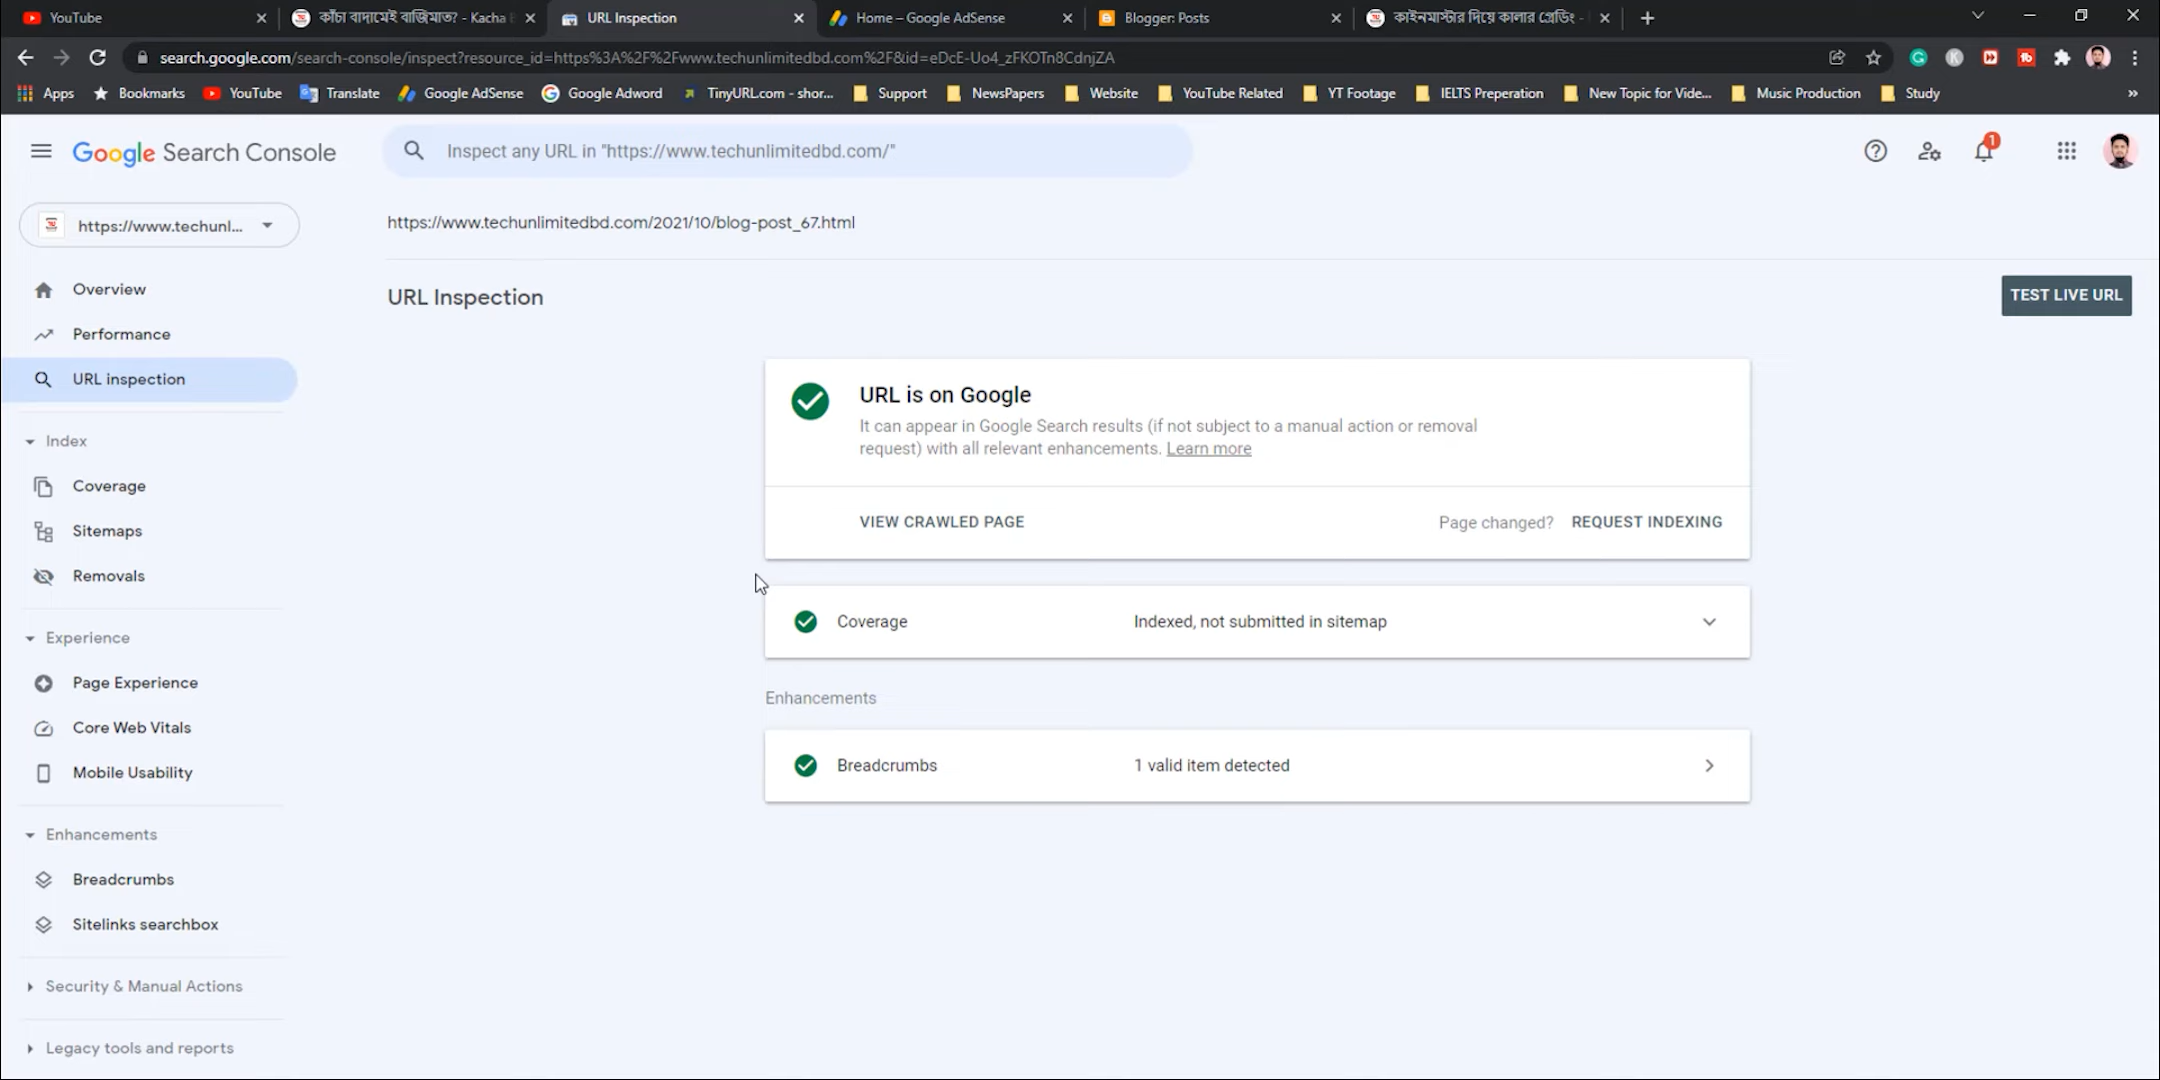 YouTube
কাঁচা বাদামেই বাজিমাত? - Kacha
URL Inspection
Home – Google AdSense
Blogger: Posts
কাইনমাস্টার দিয়ে কালার গ্রেডিং -
search.google.com/search-console/inspect?resource_id=https%3A%2F%2Fwww.techunlimitedbd.com%2F&id=eDcE-Uo4_zFKOTn8CdnjZA
Apps
Bookmarks
YouTube
Translate
Google AdSense
Google Adword
TinyURL.com - shor...
Support
NewsPapers
Website
YouTube Related
YT Footage
IELTS Preperation
New Topic for Vide...
Music Production
Study
»
Google Search Console
Inspect any URL in "https://www.techunlimitedbd.com/"
1
https://www.techunl...
https://www.techunlimitedbd.com/2021/10/blog-post_67.html
Overview
Performance
URL inspection
Index
Coverage
Sitemaps
Removals
Experience
Page Experience
Core Web Vitals
Mobile Usability
Enhancements
Breadcrumbs
Sitelinks searchbox
Security & Manual Actions
Legacy tools and reports
URL Inspection
TEST LIVE URL
URL is on Google
It can appear in Google Search results (if not subject to a manual action or removal
request) with all relevant enhancements. Learn more
VIEW CRAWLED PAGE
Page changed? REQUEST INDEXING
Coverage
Indexed, not submitted in sitemap
Enhancements
Breadcrumbs
1 valid item detected